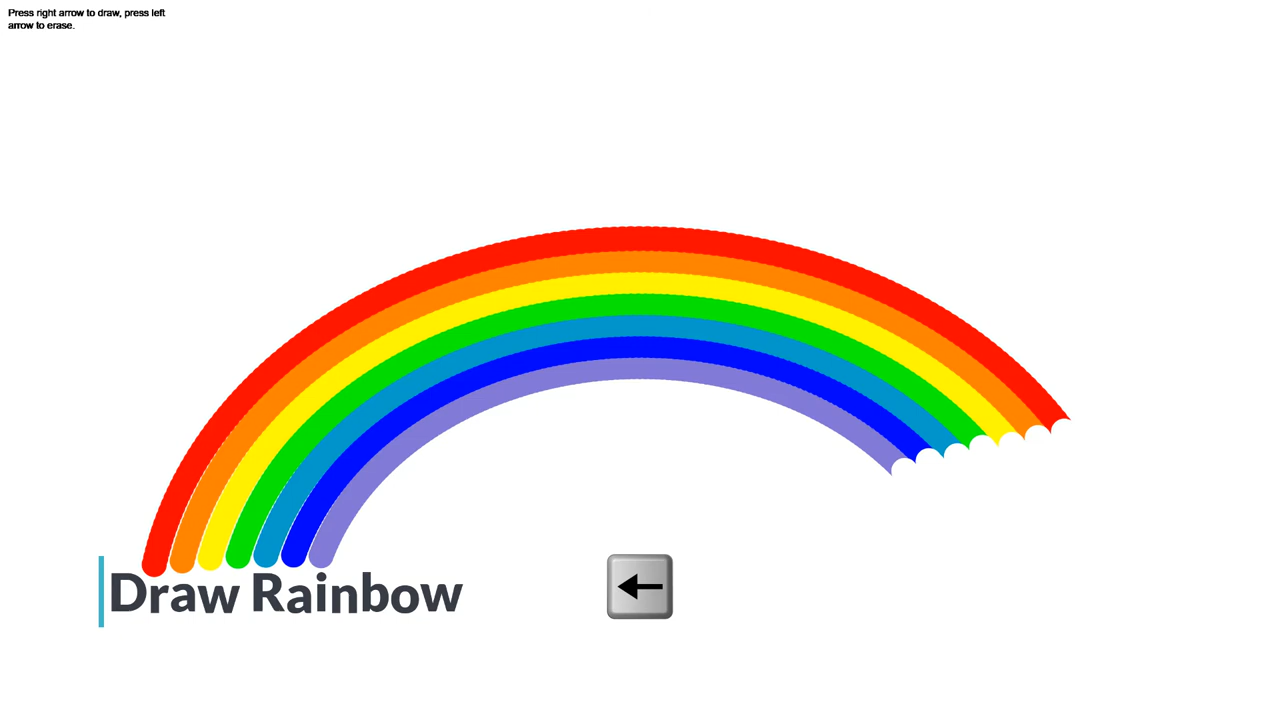 Press right arrow to draw, press left
arrow to erase.
Draw Rainbow